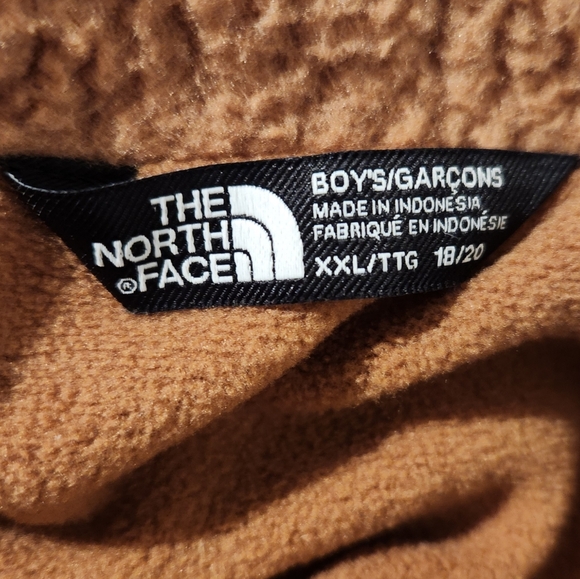 THE
NORTH
FACE®
BOY'S/GARÇONS
MADE IN INDONESIA
FABRIQUÉ EN INDONÉSIE
XXL/TTG 18/20